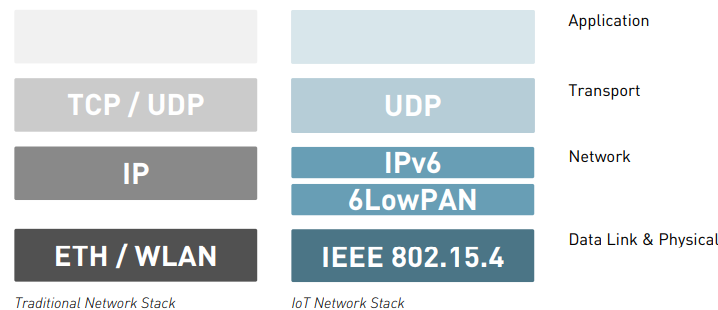 Application
TCP / UDP
UDP
Transport
IP
IPv6
6LowPAN
Network
ETH / WLAN
IEEE 802.15.4
Data Link & Physical
Traditional Network Stack
IoT Network Stack